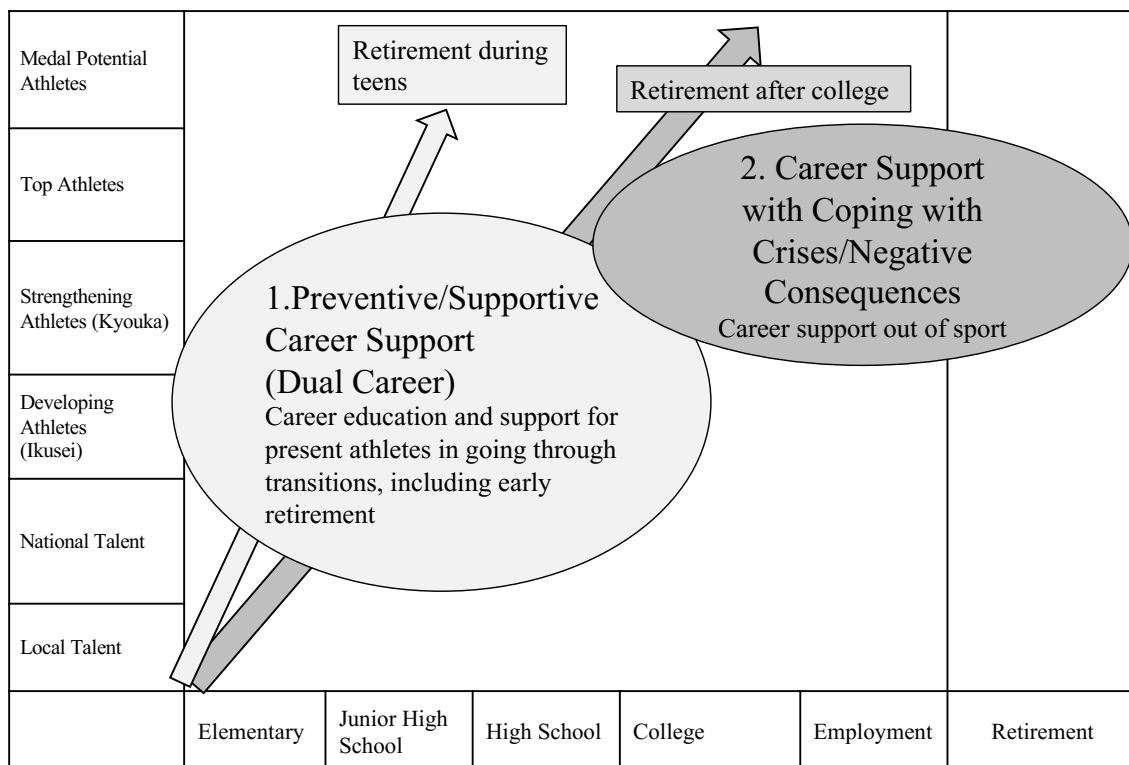 Medal Potential
Athletes
Top Athletes
Strengthening
Athletes (Kyouka)
Developing
Athletes
(Ikusei)
National Talent
Local Talent
Retirement during
teens
Retirement after college
1.Preventive/Supportive
Career Support
(Dual Career)
Career education and support for
present athletes in going through
transitions, including early
retirement
2. Career Support
with Coping with
Crises/Negative
Consequences
Career support out of sport
Elementary
Junior High
School
High School
College
Employment
Retirement